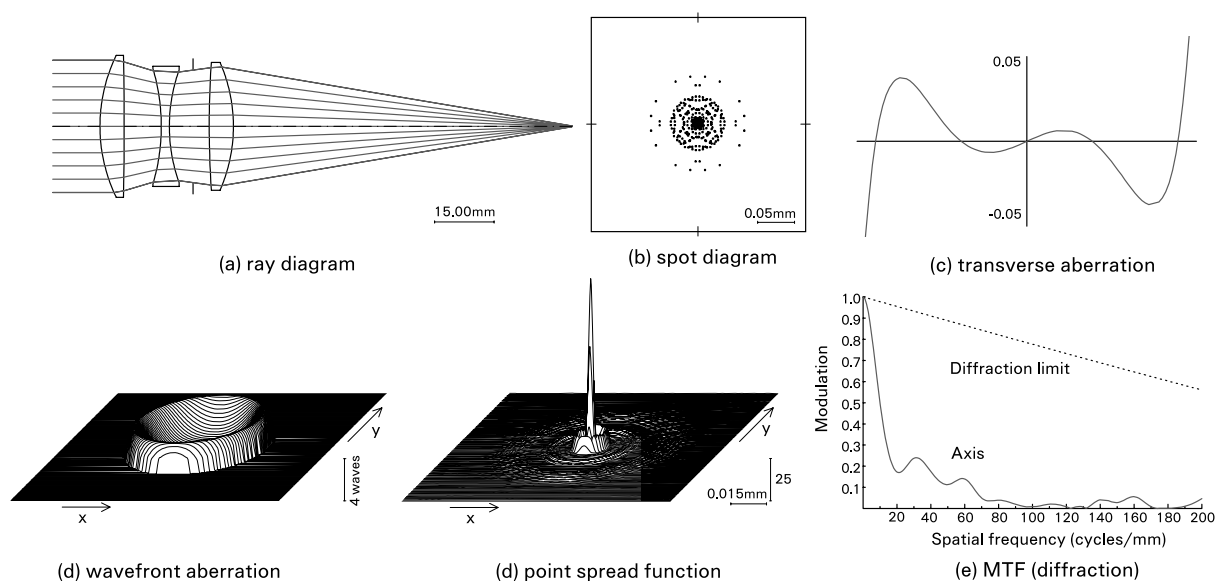 15.00mm
(a) ray diagram
0.05mm
(b) spot diagram
0.05
-0.05
(c) transverse aberration
x
y
4 waves
(d) wavefront aberration
x
y
25
0.015mm
(d) point spread function
Modulation
1.0
0.9
0.8
0.7
0.6
0.5
0.4
0.3
0.2
0.1
Diffraction limit
Axis
20 40 60 80 100 120 140 160 180 200
Spatial frequency (cycles/mm)
(e) MTF (diffraction)